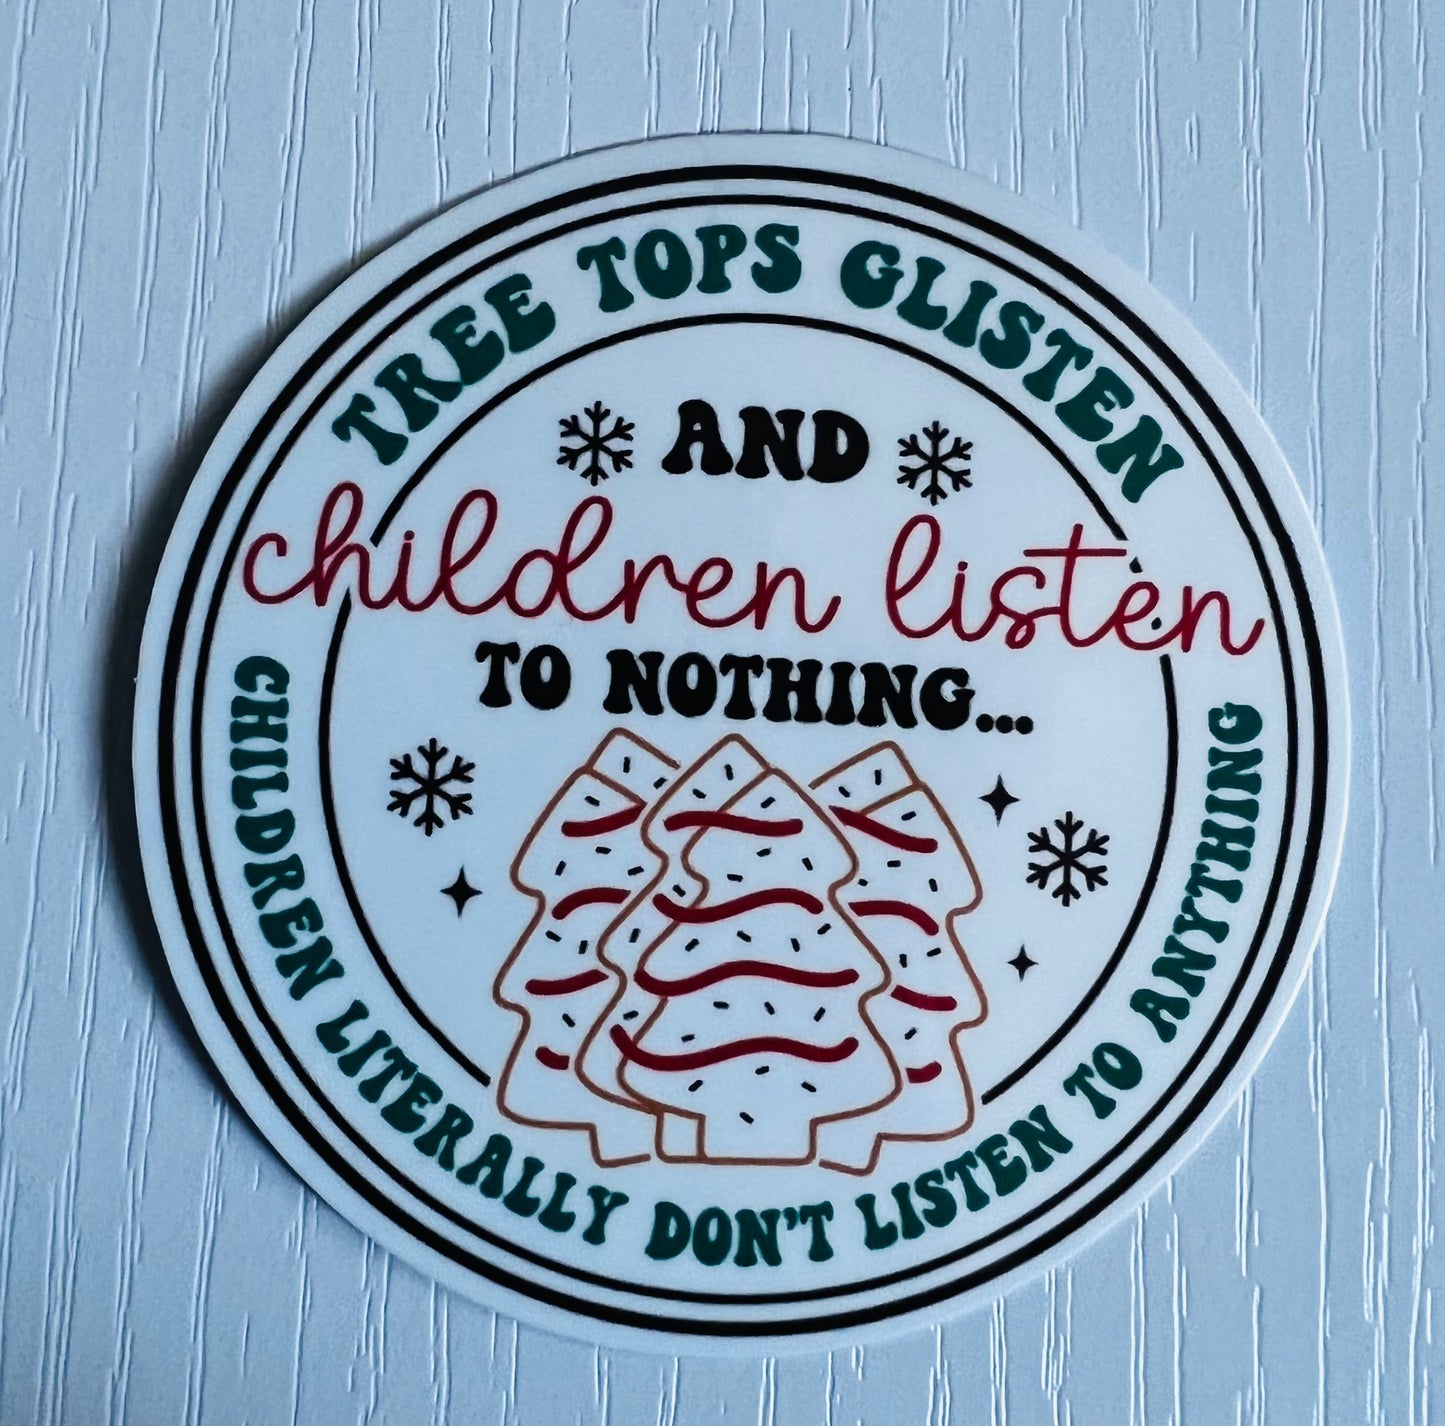 TREE TOPS GLISTEN
AND
children listen
TO NOTHING...
CHILDREN LITERALLY DON'T LISTEN TO ANYTHING